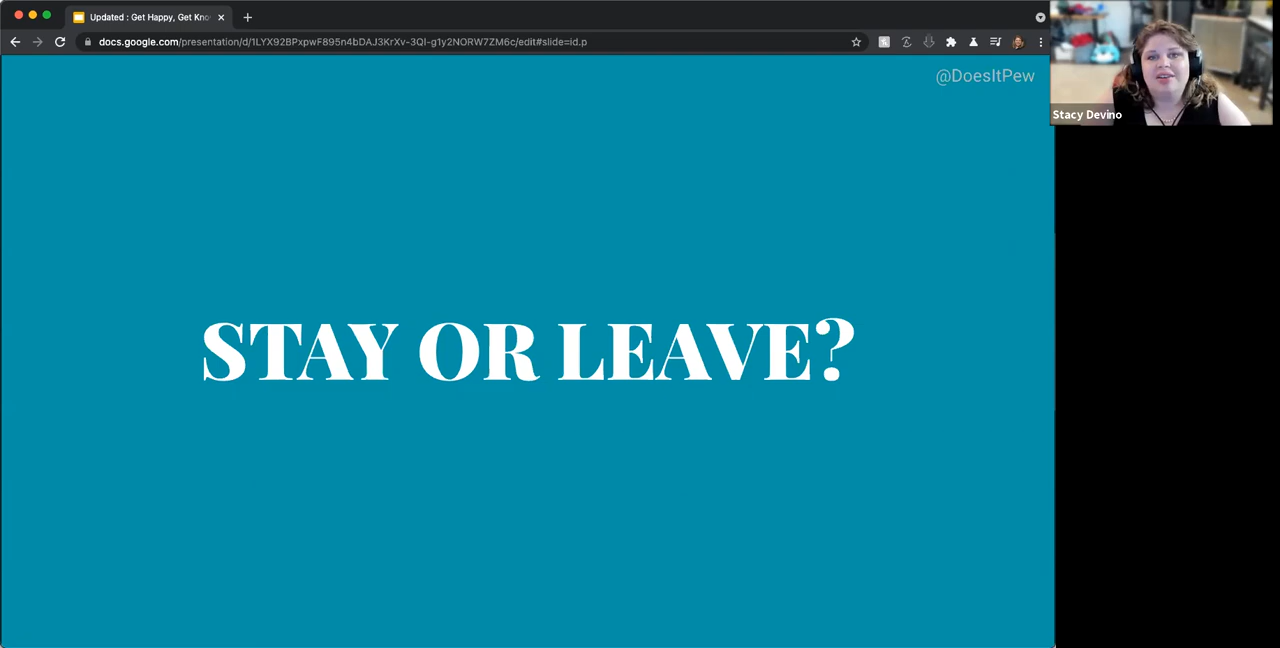 Updated : Get Happy, Get Kno
docs.google.com/presentation/d/1LYX92BPxpwF895n4bDAJ3KrXv-3QI-g1y2NORW7ZM6c/edit#slide=id.p
@DoesItPew
Stacy Devino
STAY OR LEAVE?